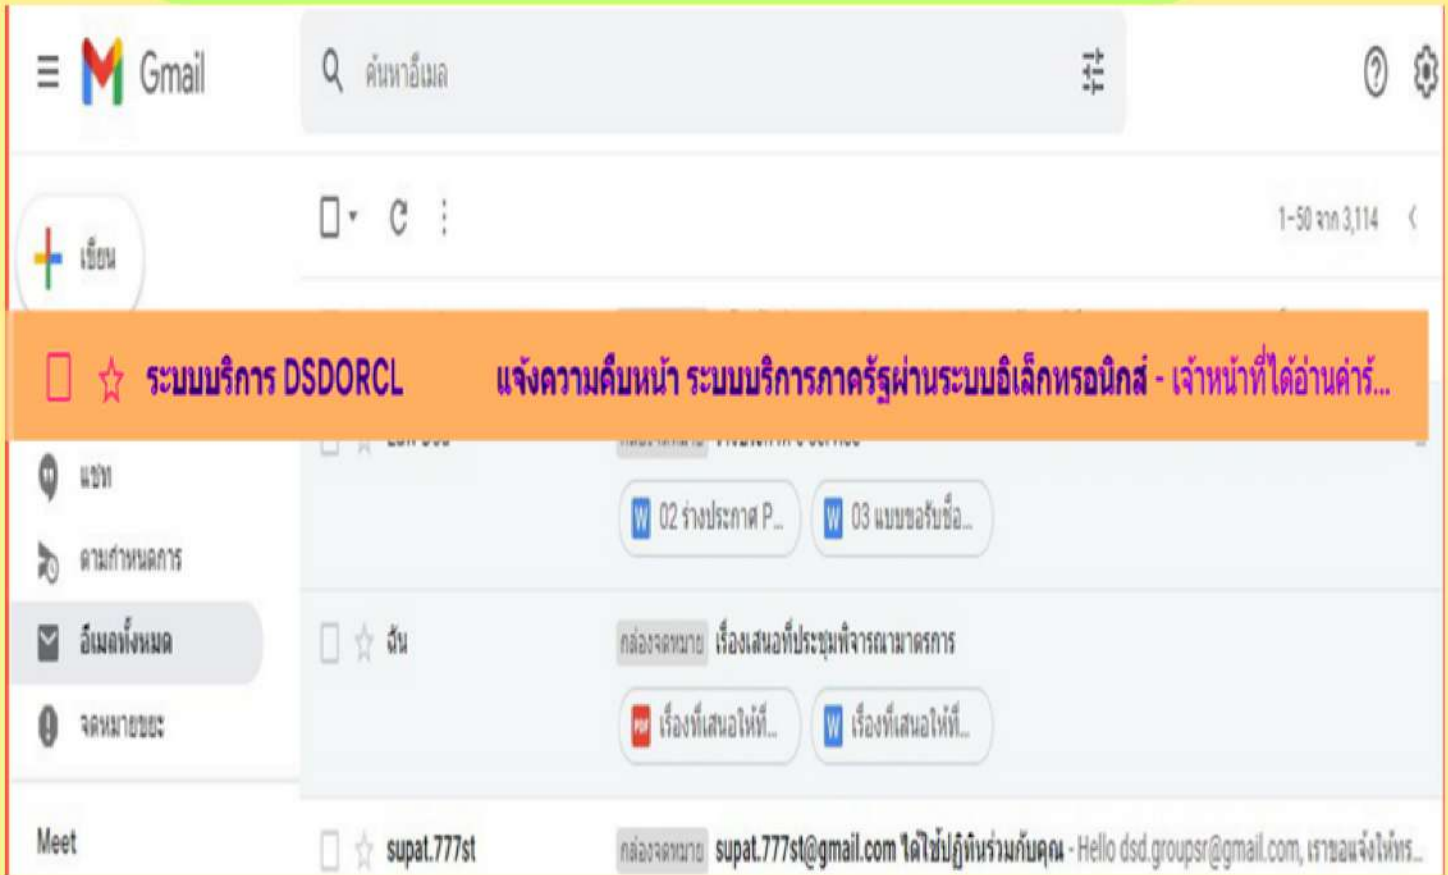 Gmail
ค้นหาอีเมล
เขียน
1-50 จาก 3,114
ระบบบริการ DSDORCL แจ้งความคืบหน้า ระบบบริการภาครัฐผ่านระบบอิเล็กทรอนิกส์ - เจ้าหน้าที่ได้อ่านคำร้...
แชท
02 ร่างประกาศ P...
03 แบบขอรับชื่อ...
ตามกำหนดการ
อีเมลทั้งหมด
ฉัน
กล่องจดหมาย เรื่องเสนอที่ประชุมพิจารณามาตรการ
จดหมายขยะ
PDF เรื่องที่เสนอให้ที่...
W เรื่องที่เสนอให้ที่...
Meet
supat.777st
กล่องจดหมาย supat.777st@gmail.com ได้ใช้ปฏิทินร่วมกับคุณ - Hello dsd.groupsr@gmail.com, เราขอแจ้งให้ทร...